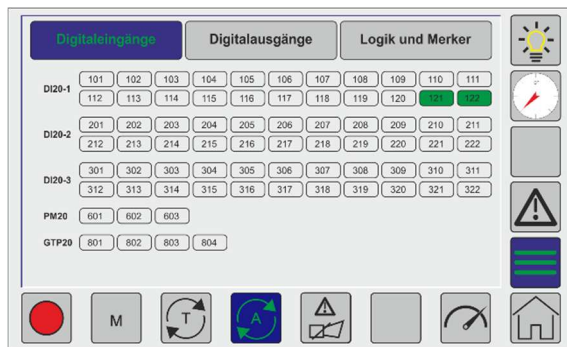 Digitaleingänge Digitalausgänge Logik und Merker
DI20-1 101 102 103 104 105 106 107 108 109 110 111
112 113 114 115 116 117 118 119 120 121 122
DI20-2 201 202 203 204 205 206 207 208 209 210 211
212 213 214 215 216 217 218 219 220 221 222
DI20-3 301 302 303 304 305 306 307 308 309 310 311
312 313 314 315 316 317 318 319 320 321 322
PM20 601 602 603
GTP20 801 802 803 804
M T A